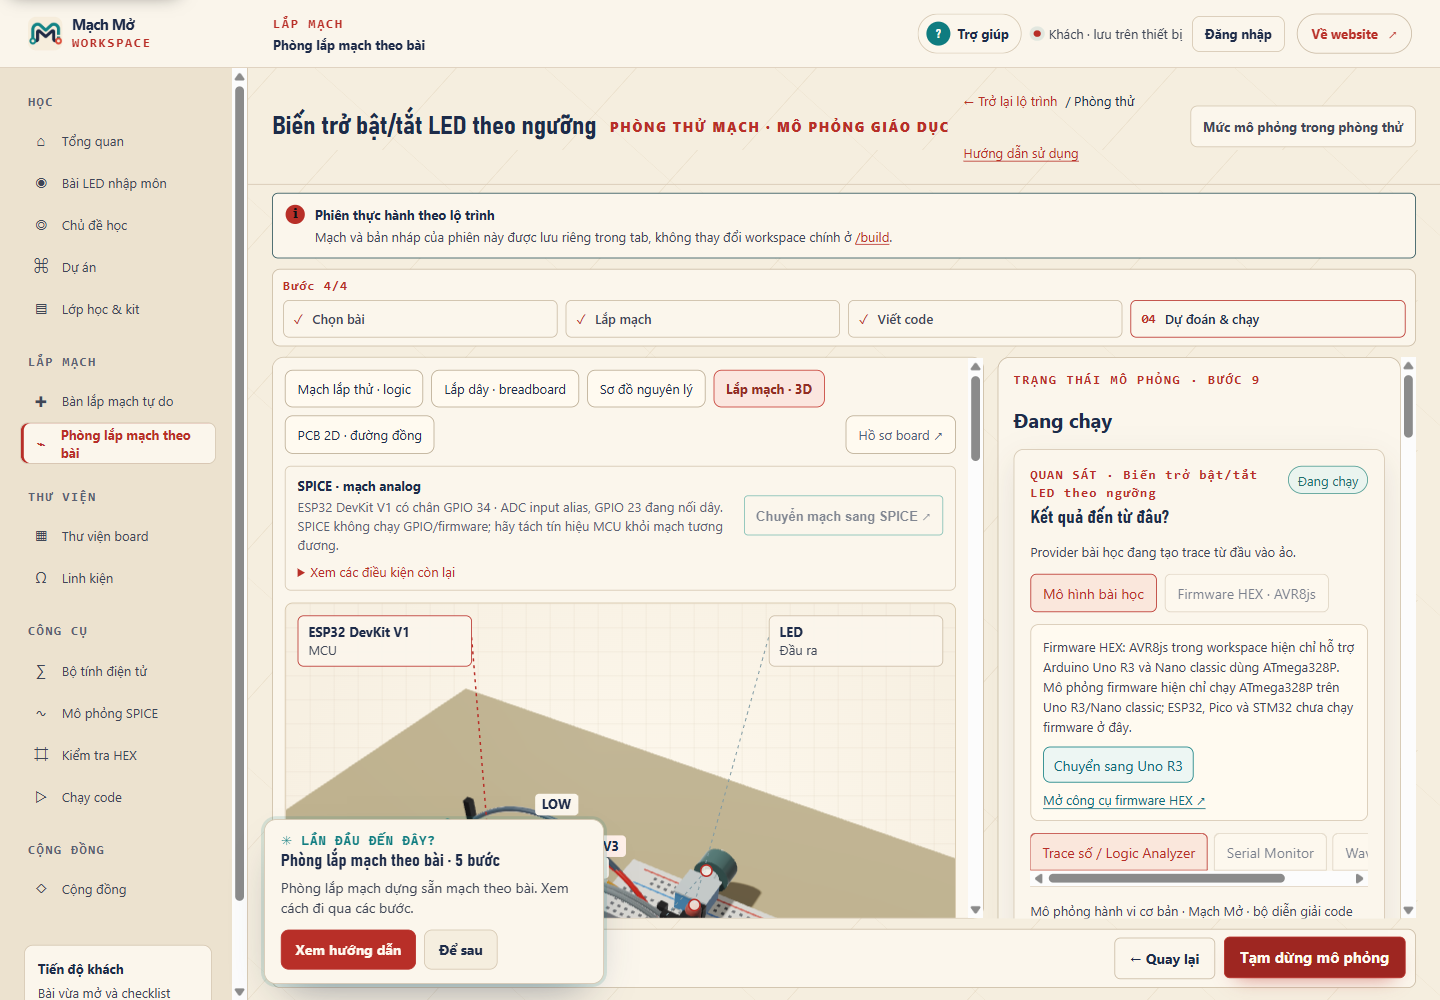 Mạch Mở
WORKSPACE
LẮP MẠCH
Phòng lắp mạch theo bài
? Trợ giúp
Khách · lưu trên thiết bị
Đăng nhập
Về website ↗
HỌC
Tổng quan
Bài LED nhập môn
Chủ đề học
Dự án
Lớp học & kit
LẮP MẠCH
Bàn lắp mạch tự do
Phòng lắp mạch theo
bài
THƯ VIỆN
Thư viện board
Linh kiện
CÔNG CỤ
Bộ tính điện tử
Mô phỏng SPICE
Kiểm tra HEX
Chạy code
CỘNG ĐỒNG
Cộng đồng
Tiến độ khách
Bài vừa mở và checklist
Biến trở bật/tắt LED theo ngưỡng
PHÒNG THỬ MẠCH · MÔ PHỎNG GIÁO DỤC
← Trở lại lộ trình / Phòng thử
Hướng dẫn sử dụng
Mức mô phỏng trong phòng thử
i Phiên thực hành theo lộ trình
Mạch và bản nháp của phiên này được lưu riêng trong tab, không thay đổi workspace chính ở /build.
Bước 4/4
✓ Chọn bài
✓ Lắp mạch
✓ Viết code
04 Dự đoán & chạy
Mạch lắp thử · logic
Lắp dây · breadboard
Sơ đồ nguyên lý
Lắp mạch · 3D
PCB 2D · đường đồng
Hồ sơ board ↗
SPICE · mạch analog
ESP32 DevKit V1 có chân GPIO 34 · ADC input alias, GPIO 23 đang nối dây.
SPICE không chạy GPIO/firmware; hãy tách tín hiệu MCU khỏi mạch tương
đương.
▶ Xem các điều kiện còn lại
Chuyển mạch sang SPICE ↗
ESP32 DevKit V1
MCU
LED
Đầu ra
LOW
V3
✳ LẦN ĐẦU ĐẾN ĐÂY?
Phòng lắp mạch theo bài · 5 bước
Phòng lắp mạch dựng sẵn mạch theo bài. Xem
cách đi qua các bước.
Xem hướng dẫn
Để sau
TRẠNG THÁI MÔ PHỎNG · BƯỚC 9
Đang chạy
QUAN SÁT · Biến trở bật/tắt
LED theo ngưỡng
Đang chạy
Kết quả đến từ đâu?
Provider bài học đang tạo trace từ đầu vào ảo.
Mô hình bài học
Firmware HEX · AVR8js
Firmware HEX: AVR8js trong workspace hiện chỉ hỗ trợ
Arduino Uno R3 và Nano classic dùng ATmega328P.
Mô phỏng firmware hiện chỉ chạy ATmega328P trên
Uno R3/Nano classic; ESP32, Pico và STM32 chưa chạy
firmware ở đây.
Chuyển sang Uno R3
Mở công cụ firmware HEX ↗
Trace số / Logic Analyzer
Serial Monitor
Wav
Mô phỏng hành vi cơ bản · Mạch Mở · bộ diễn giải code
← Quay lại
Tạm dừng mô phỏng